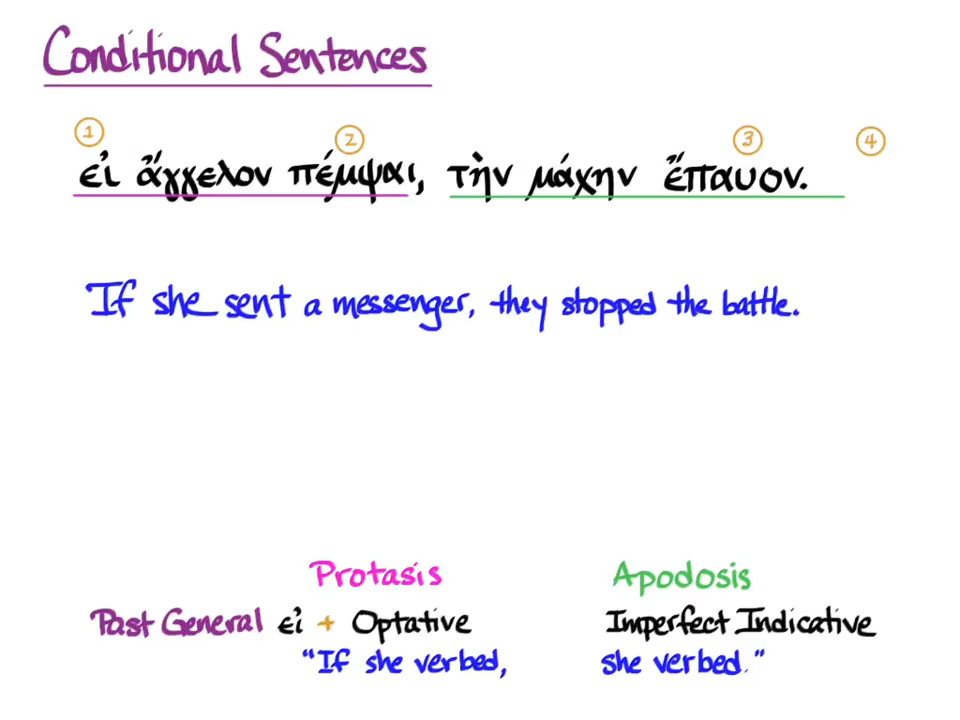 Conditional Sentences
① ② ③ ④
εἰ ἄγγελον πέμψαι, τὴν μάχην ἔπαυον.
If she sent a messenger, they stopped the battle.
Protasis Apodosis
Past General εἰ + Optative Imperfect Indicative
“If she verbed, she verbed.”